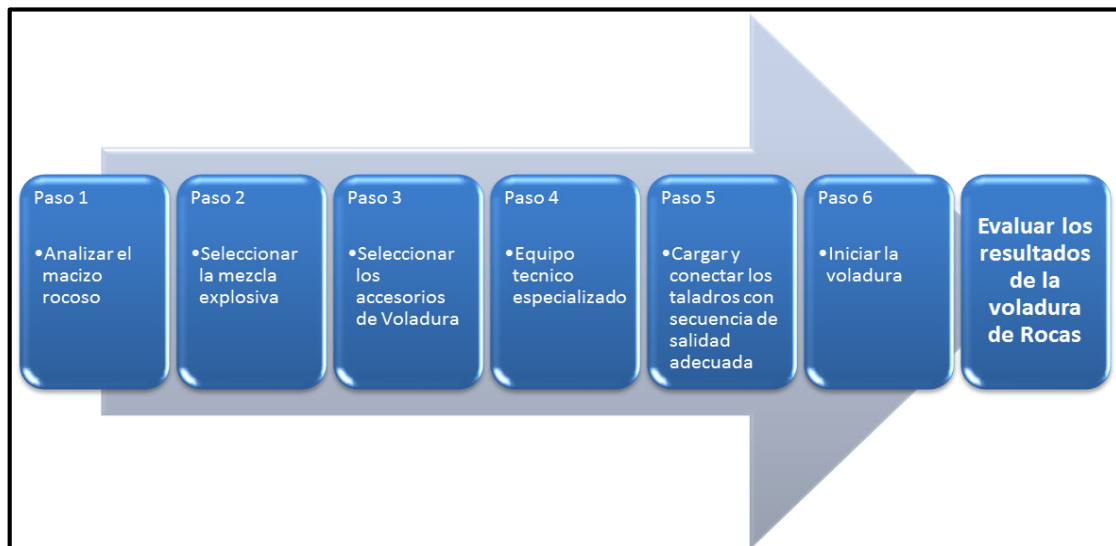 Paso 1
•Analizar el
macizo
rocoso
Paso 2
•Seleccionar
la mezcla
explosiva
Paso 3
•Seleccionar
los
accesorios
de Voladura
Paso 4
•Equipo
tecnico
especializado
Paso 5
•Cargar y
conectar los
taladros con
secuencia de
salidad
adecuada
Paso 6
•Iniciar la
voladura
Evaluar los
resultados
de la
voladura
de Rocas